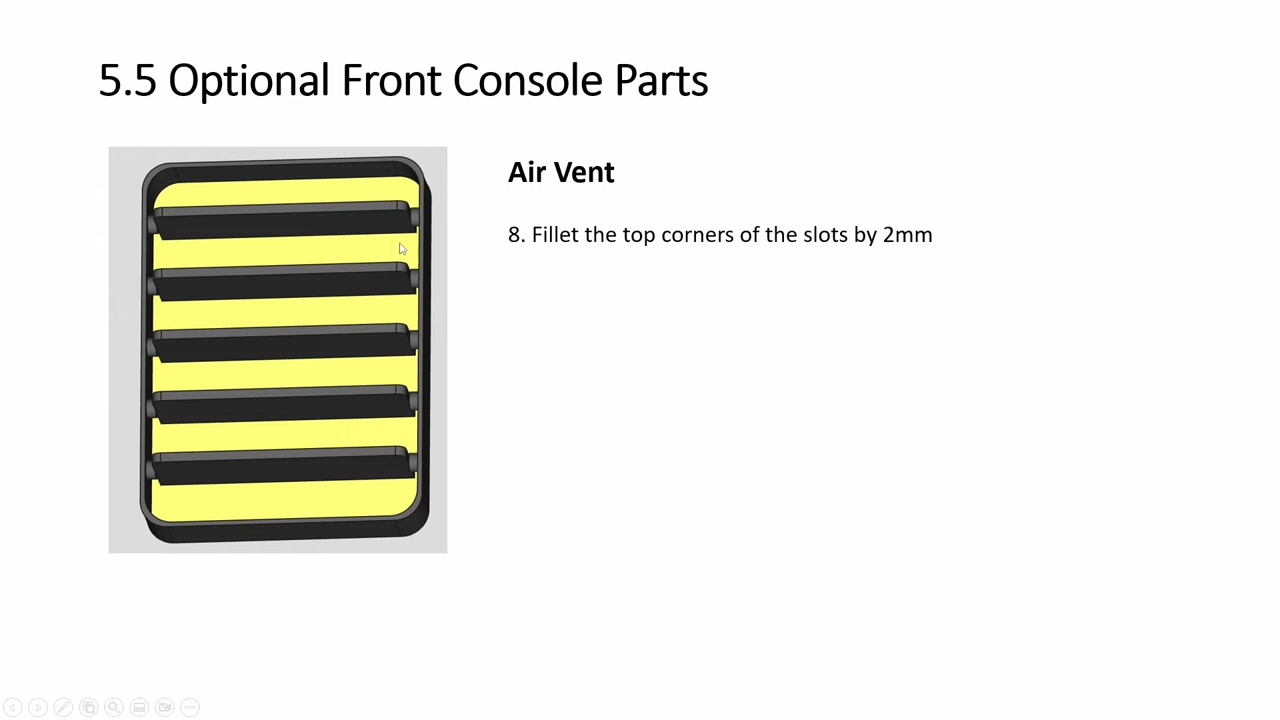 5.5 Optional Front Console Parts
Air Vent
8. Fillet the top corners of the slots by 2mm